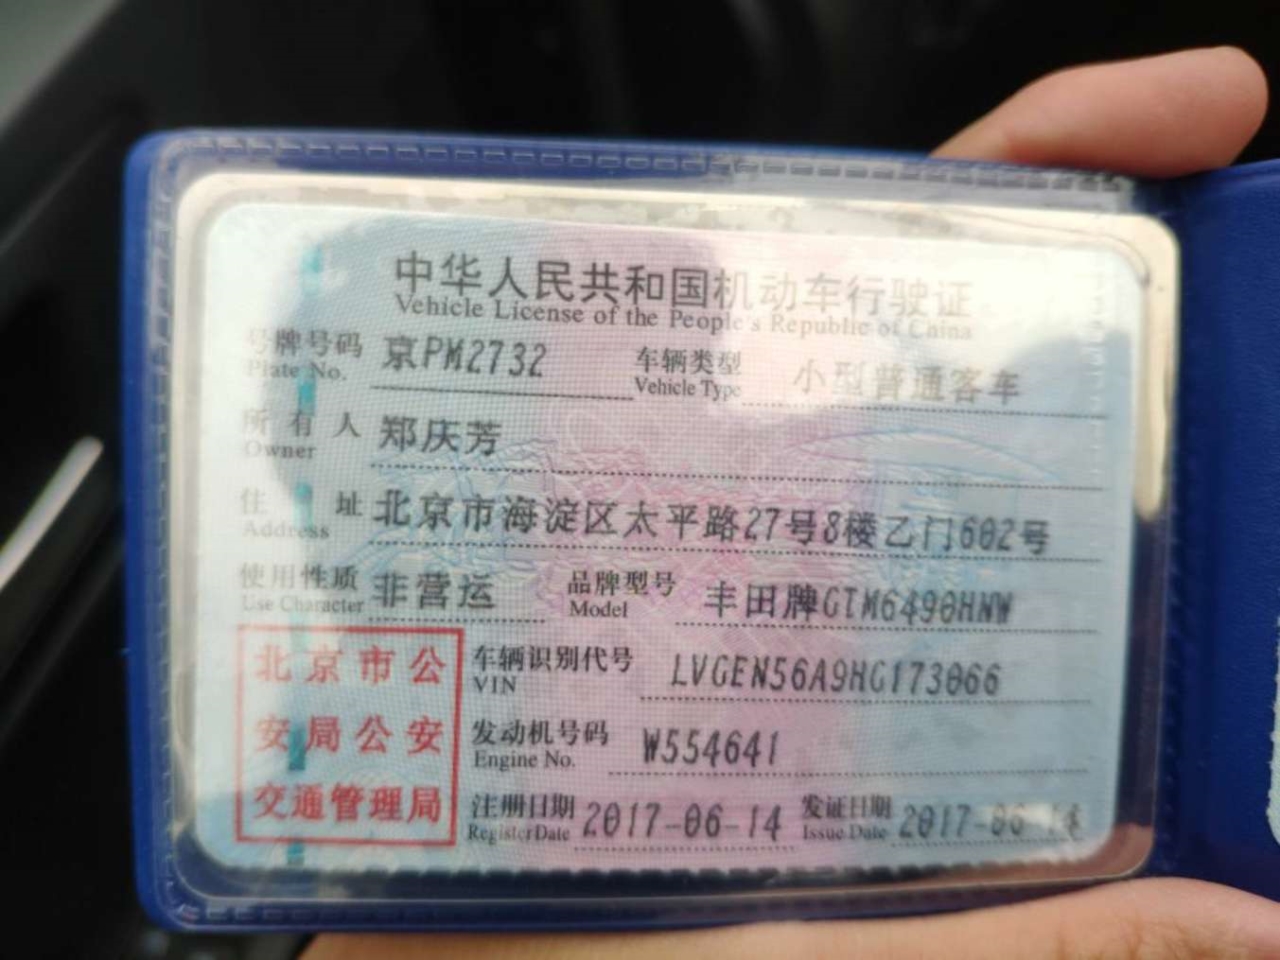 中华人民共和国机动车行驶证
Vehicle License of the People's Republic of China
号牌号码 京PM2732 车辆类型 小型普通客车
Plate No. Vehicle Type
所有人 郑庆芳
Owner
住址 北京市海淀区太平路27号8楼乙门602号
Address
使用性质 非营运 品牌型号 丰田牌GTM6490HNW
Use Character Model
北京市公
安局公安
交通管理局
车辆识别代号 LVGEN56A9HG173066
VIN
发动机号码 W554641
Engine No.
注册日期 2017-06-14 发证日期 2017-06-14
Register Date Issue Date